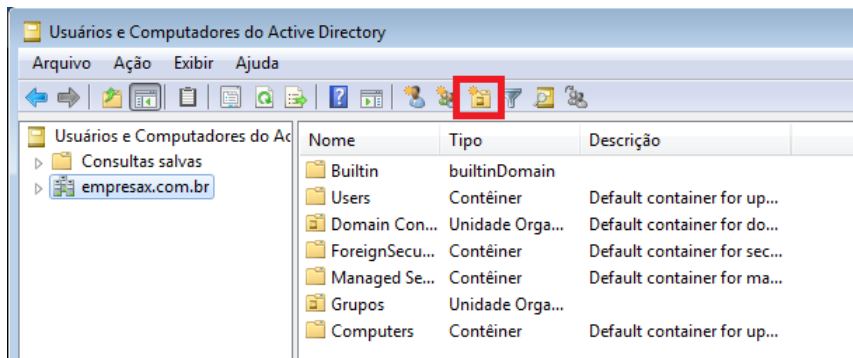 Usuários e Computadores do Active Directory
Arquivo Ação Exibir Ajuda
Usuários e Computadores do Ac
Consultas salvas
empresax.com.br
Nome Tipo Descrição
Builtin builtinDomain
Users Contêiner Default container for up...
Domain Con... Unidade Orga... Default container for do...
ForeignSecu... Contêiner Default container for sec...
Managed Se... Contêiner Default container for ma...
Grupos Unidade Orga...
Computers Contêiner Default container for up...